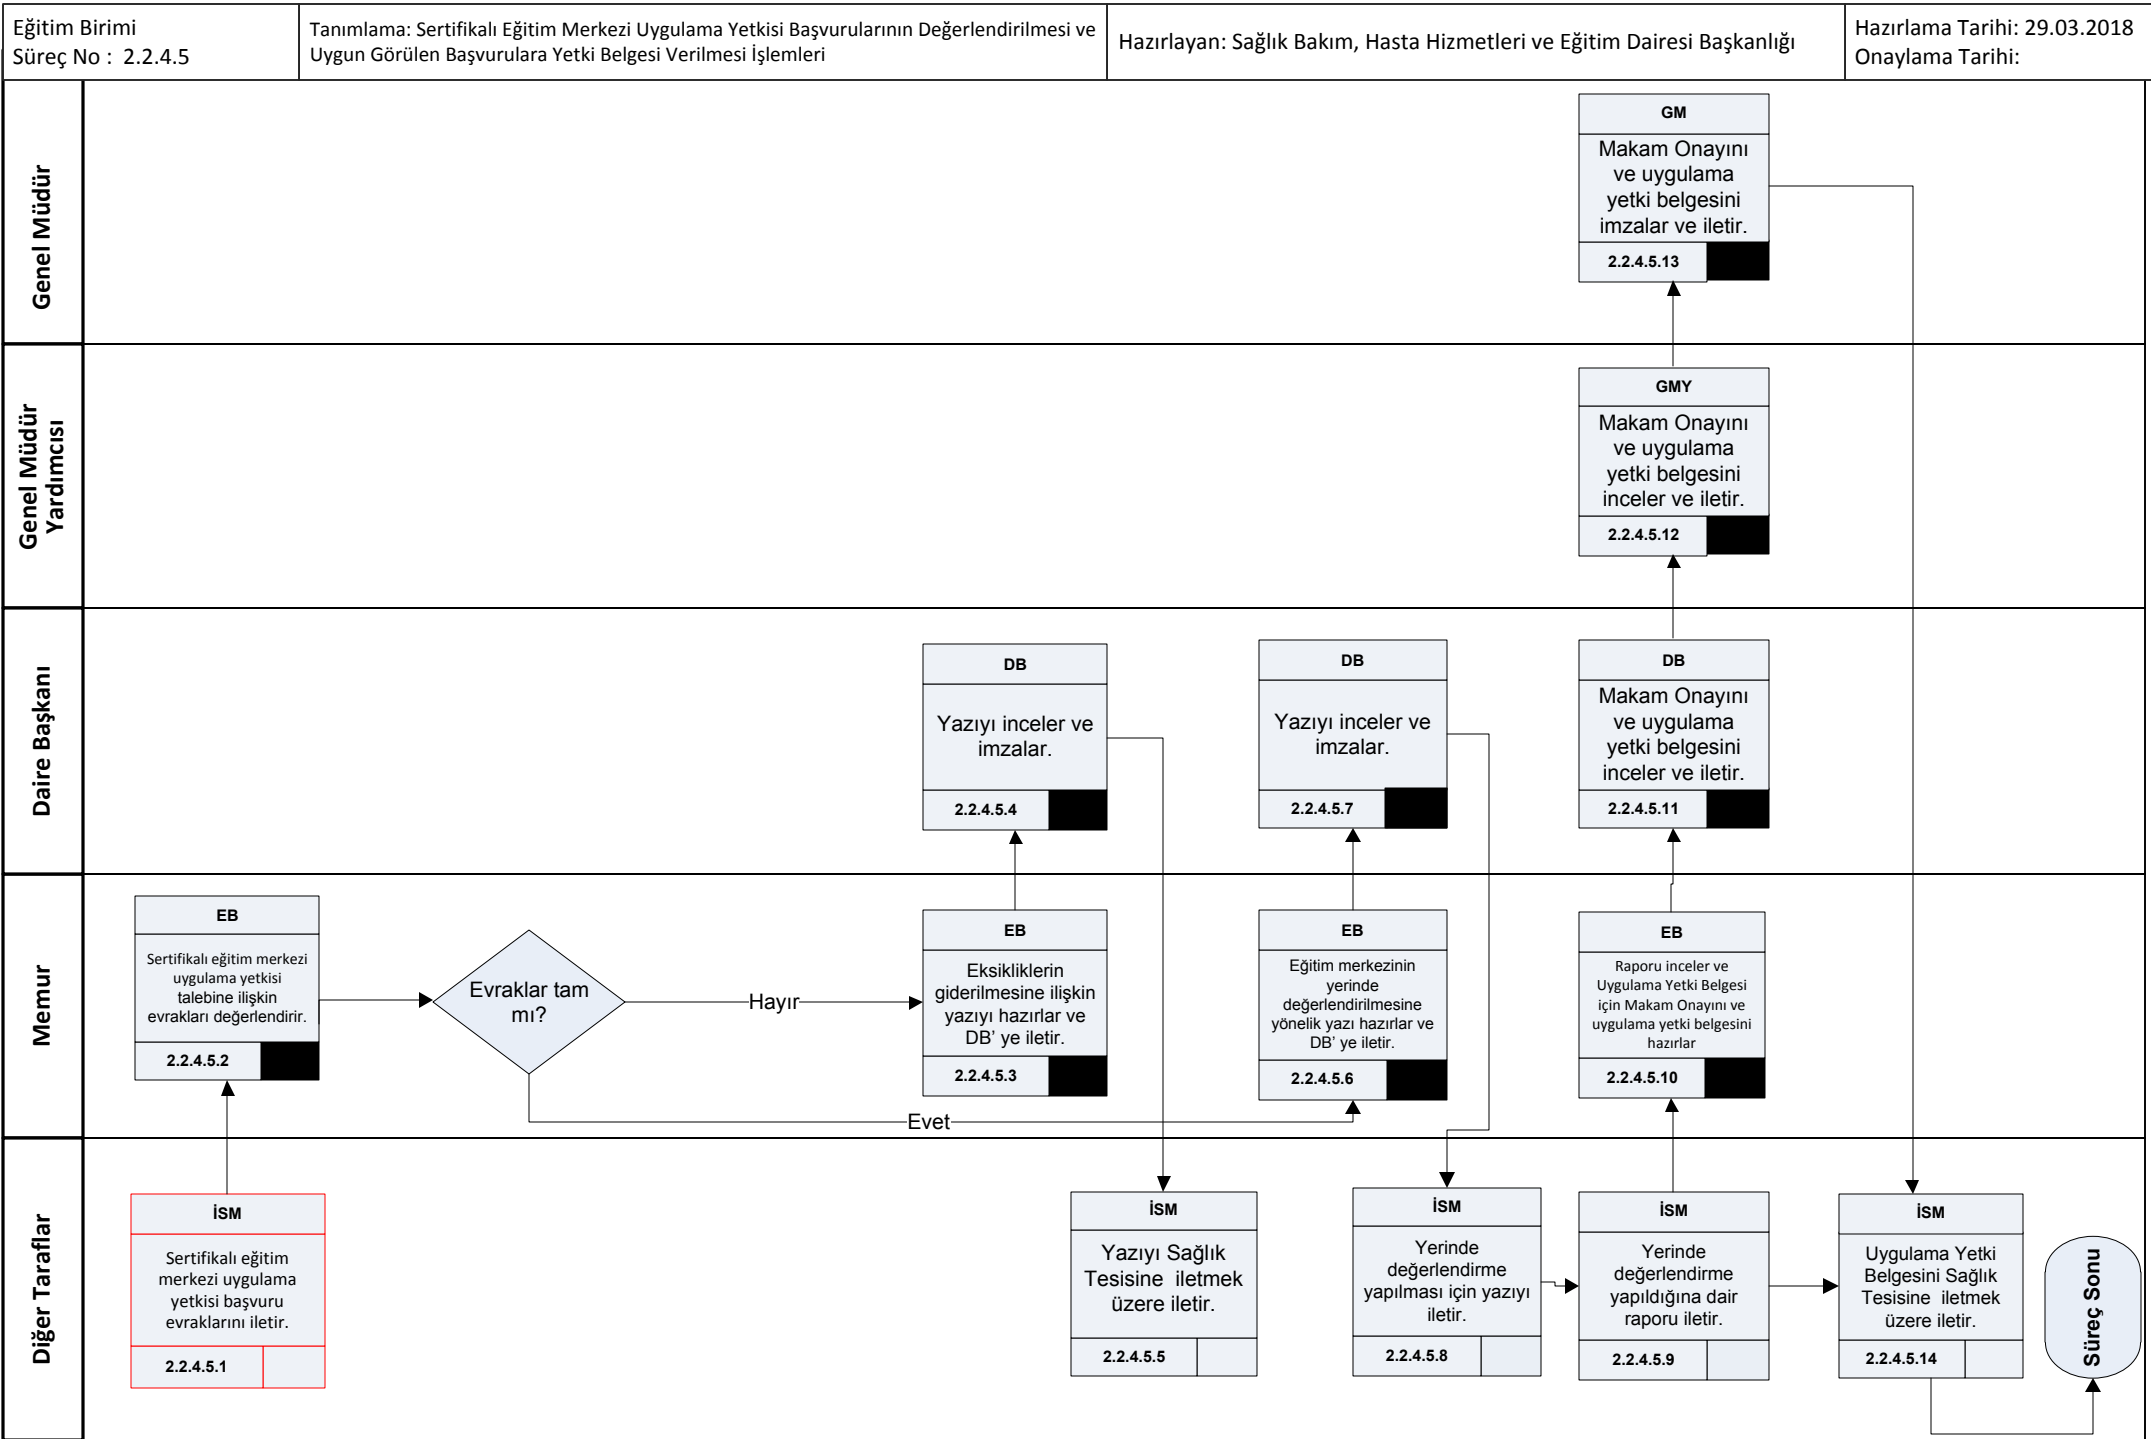 Eğitim Birimi
Süreç No : 2.2.4.5
Tanımlama: Sertifikalı Eğitim Merkezi Uygulama Yetkisi Başvurularının Değerlendirilmesi ve
Uygun Görülen Başvurulara Yetki Belgesi Verilmesi İşlemleri
Hazırlayan: Sağlık Bakım, Hasta Hizmetleri ve Eğitim Dairesi Başkanlığı
Hazırlama Tarihi: 29.03.2018
Onaylama Tarihi:
Genel Müdür
GM
Makam Onayını
ve uygulama
yetki belgesini
imzalar ve iletir.
2.2.4.5.13
Genel Müdür
Yardımcısı
GMY
Makam Onayını
ve uygulama
yetki belgesini
inceler ve iletir.
2.2.4.5.12
Daire Başkanı
DB
Yazıyı inceler ve
imzalar.
2.2.4.5.4
DB
Yazıyı inceler ve
imzalar.
2.2.4.5.7
DB
Makam Onayını
ve uygulama
yetki belgesini
inceler ve iletir.
2.2.4.5.11
Memur
EB
Sertifikalı eğitim merkezi
uygulama yetkisi
talebine ilişkin
evrakları değerlendirir.
2.2.4.5.2
Evraklar tam
mı?
Hayır
Evet
EB
Eksikliklerin
giderilmesine ilişkin
yazıyı hazırlar ve
DB' ye iletir.
2.2.4.5.3
EB
Eğitim merkezinin
yerinde
değerlendirilmesine
yönelik yazı hazırlar ve
DB' ye iletir.
2.2.4.5.6
EB
Raporu inceler ve
Uygulama Yetki Belgesi
için Makam Onayını ve
uygulama yetki belgesini
hazırlar
2.2.4.5.10
Diğer Taraflar
İSM
Sertifikalı eğitim
merkezi uygulama
yetkisi başvuru
evraklarını iletir.
2.2.4.5.1
İSM
Yazıyı Sağlık
Tesisine iletmek
üzere iletir.
2.2.4.5.5
İSM
Yerinde
değerlendirme
yapılması için yazıyı
iletir.
2.2.4.5.8
İSM
Yerinde
değerlendirme
yapıldığına dair
raporu iletir.
2.2.4.5.9
İSM
Uygulama Yetki
Belgesini Sağlık
Tesisine iletmek
üzere iletir.
2.2.4.5.14
Süreç Sonu